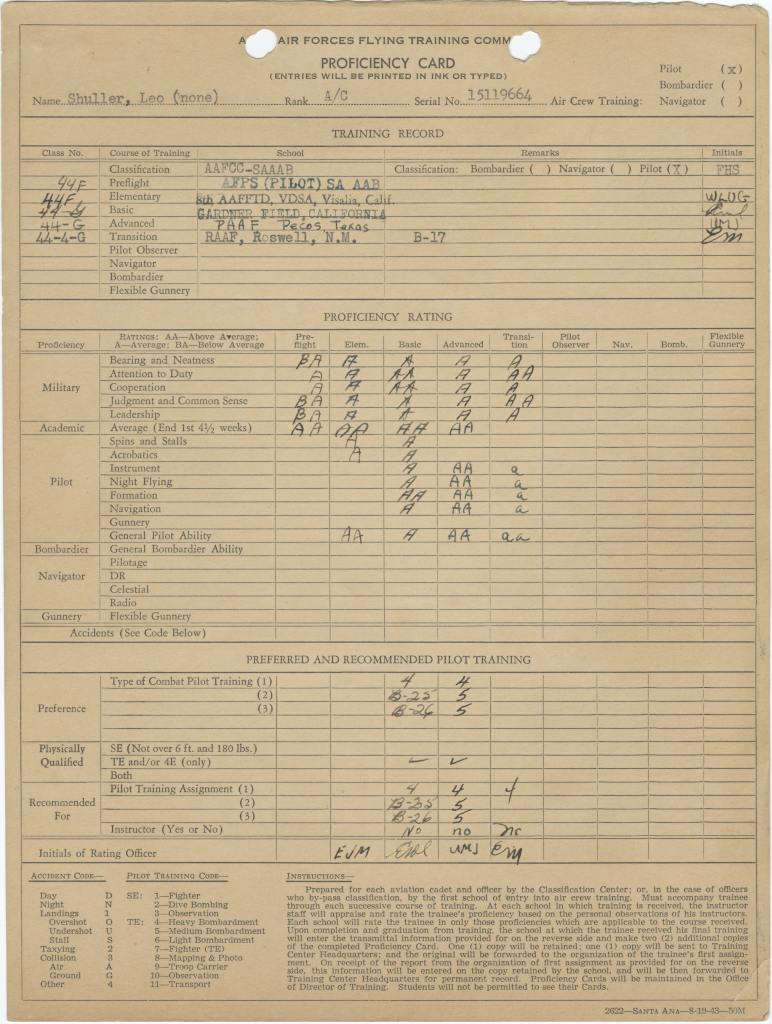 AIR FORCES FLYING TRAINING COMM
PROFICIENCY CARD
(ENTRIES WILL BE PRINTED IN INK OR TYPED)
Pilot (X)
Bombardier ( )
Name Shuller, Leo (none) Rank A/C Serial No. 15119664 Air Crew Training: Navigator ( )
TRAINING RECORD
Class No. Course of Training School Remarks Initials
Classification AAFCC-SAAAB Classification: Bombardier ( ) Navigator ( ) Pilot (X) FHS
44F Preflight AFPS (PILOT) SA AAB
44F Elementary 8th AAFFTD, VDSA, Visalia, Calif. WLUG
44-G Basic GARDNER FIELD, CALIFORNIA
44-G Advanced PAAF Pecos, Texas WMJ
44-4-G Transition RAAF, Roswell, N.M. B-17 Em
Pilot Observer
Navigator
Bombardier
Flexible Gunnery
PROFICIENCY RATING
Proficiency RATINGS: AA—Above Average; A—Average; BA—Below Average Pre-flight Elem. Basic Advanced Transi-tion Pilot Observer Nav. Bomb. Flexible Gunnery
Military
Bearing and Neatness BA A A A A
Attention to Duty A A AA A AA
Cooperation A A AA A A
Judgment and Common Sense BA A A A AA
Leadership BA A A A A
Academic Average (End 1st 4½ weeks) AA AA AA AA
Pilot
Spins and Stalls A A
Acrobatics A A
Instrument A AA a
Night Flying A AA a
Formation AA AA a
Navigation A AA a
Gunnery
General Pilot Ability AA A AA aa
Bombardier General Bombardier Ability
Navigator
Pilotage
DR
Celestial
Radio
Gunnery Flexible Gunnery
Accidents (See Code Below)
PREFERRED AND RECOMMENDED PILOT TRAINING
Preference
Type of Combat Pilot Training (1) 4 4
(2) B-25 5
(3) B-26 5
Physically Qualified
SE (Not over 6 ft. and 180 lbs.)
TE and/or 4E (only) ✓ ✓
Both
Recommended For
Pilot Training Assignment (1) 4 4 4
(2) B-25 5
(3) B-26 5
Instructor (Yes or No) No no no
Initials of Rating Officer EJM WMJ Em
ACCIDENT CODE— PILOT TRAINING CODE— INSTRUCTIONS—
Day D SE: 1—Fighter
Night N 2—Dive Bombing
Landings 1 3—Observation
Overshot O TE: 4—Heavy Bombardment
Undershot U 5—Medium Bombardment
Stall S 6—Light Bombardment
Taxying 2 7—Fighter (TE)
Collision 3 8—Mapping & Photo
Air A 9—Troop Carrier
Ground G 10—Observation
Other 4 11—Transport
Prepared for each aviation cadet and officer by the Classification Center; or, in the case of officers
who by-pass classification, by the first school of entry into air crew training. Must accompany trainee
through each successive course of training. At each school in which training is received, the instructor
staff will appraise and rate the trainee's proficiency based on the personal observations of his instructors.
Each school will rate the trainee in only those proficiencies which are applicable to the course received.
Upon completion and graduation from training, the school at which the trainee received his final training
will enter the transmittal information provided for on the reverse side and make two (2) additional copies
of the completed Proficiency Card. One (1) copy will be retained; one (1) copy will be sent to Training
Center Headquarters; and the original will be forwarded to the organization of the trainee's first assign-
ment. On receipt of the report from the organization of first assignment as provided for on the reverse
side, this information will be entered on the copy retained by the school, and will be then forwarded to
Training Center Headquarters for permanent record. Proficiency Cards will be maintained in the Office
of Director of Training. Students will not be permitted to see their Cards.
2622—SANTA ANA—8-19-43—50M